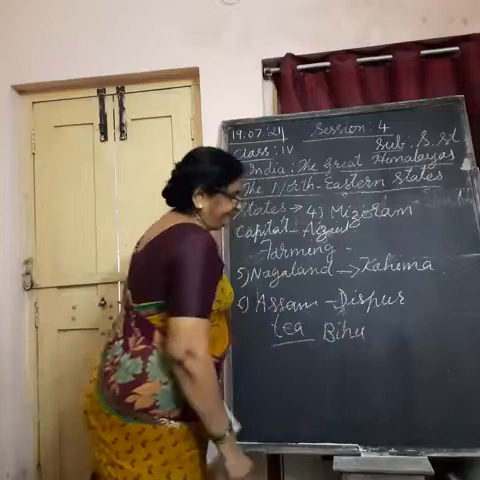 19.07.21 Session: 4
Class: IV Sub: S.St
India: The Great Himalayas
The North-Eastern States
States → 4) Mizoram
Capital - Aizawl
Farming -
5) Nagaland → Kohima
6) Assam - Dispur
tea Bihu